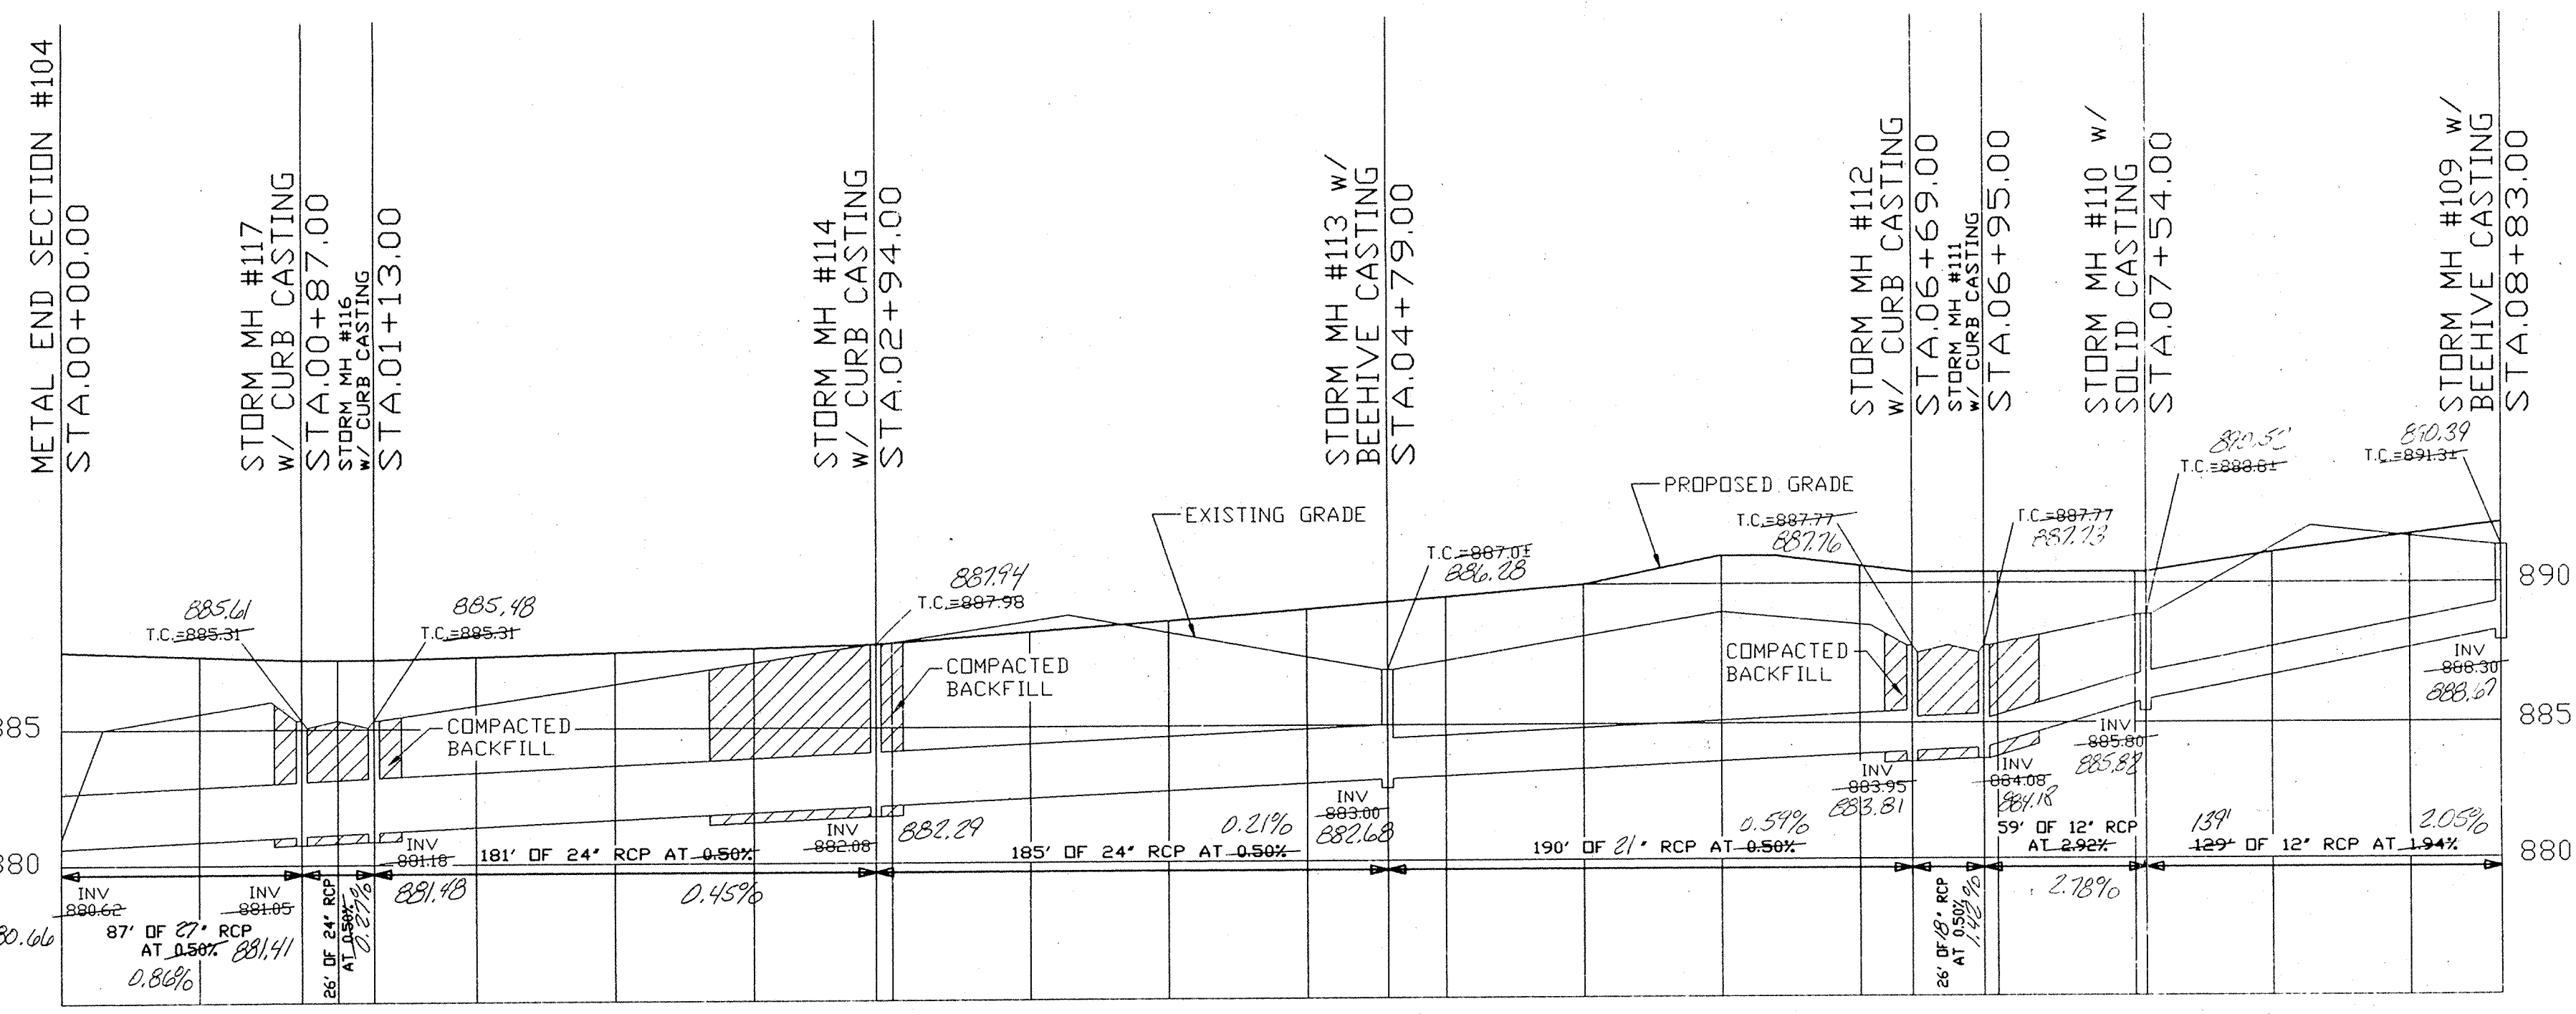 METAL END SECTION #104
STA.00+00.00
STORM MH #117
w/ CURB CASTING
STA.00+87.00
STORM MH #116
w/ CURB CASTING
STA.01+13.00
STORM MH #114
w/ CURB CASTING
STA.02+94.00
STORM MH #113 w/
BEEHIVE CASTING
STA.04+79.00
STORM MH #112
w/ CURB CASTING
STA.06+69.00
STORM MH #111
w/ CURB CASTING
STA.06+95.00
STORM MH #110 w/
SOLID CASTING
STA.07+54.00
STORM MH #109 w/
BEEHIVE CASTING
STA.08+83.00
885.61
T.C.=885.31
885.48
T.C.=885.31
887.94
T.C.=887.98
EXISTING GRADE
T.C.=887.0±
886.28
PROPOSED GRADE
T.C.=887.77
887.76
T.C.=887.77
887.73
T.C.=888.8±
890.39
T.C.=891.3±
890
885
880
885
880
COMPACTED
BACKFILL
COMPACTED
BACKFILL
COMPACTED
BACKFILL
INV
880.62
INV
881.05
881.41
87' OF 27" RCP
AT 0.50%
0.86%
26' OF 24" RCP
AT 0.50%
0.27%
INV
881.18
881.48
181' OF 24" RCP AT 0.50%
0.45%
INV
882.08
882.29
185' OF 24" RCP AT 0.50%
0.21%
INV
883.00
882.68
190' OF 21" RCP AT 0.50%
0.59%
INV
883.95
883.81
26' OF 18" RCP
AT 0.50%
1.42%
INV
884.08
884.18
59' OF 12" RCP
AT 2.92%
2.78%
INV
885.80
885.82
139'
129' OF 12" RCP AT 1.94%
2.05%
INV
888.30
888.67